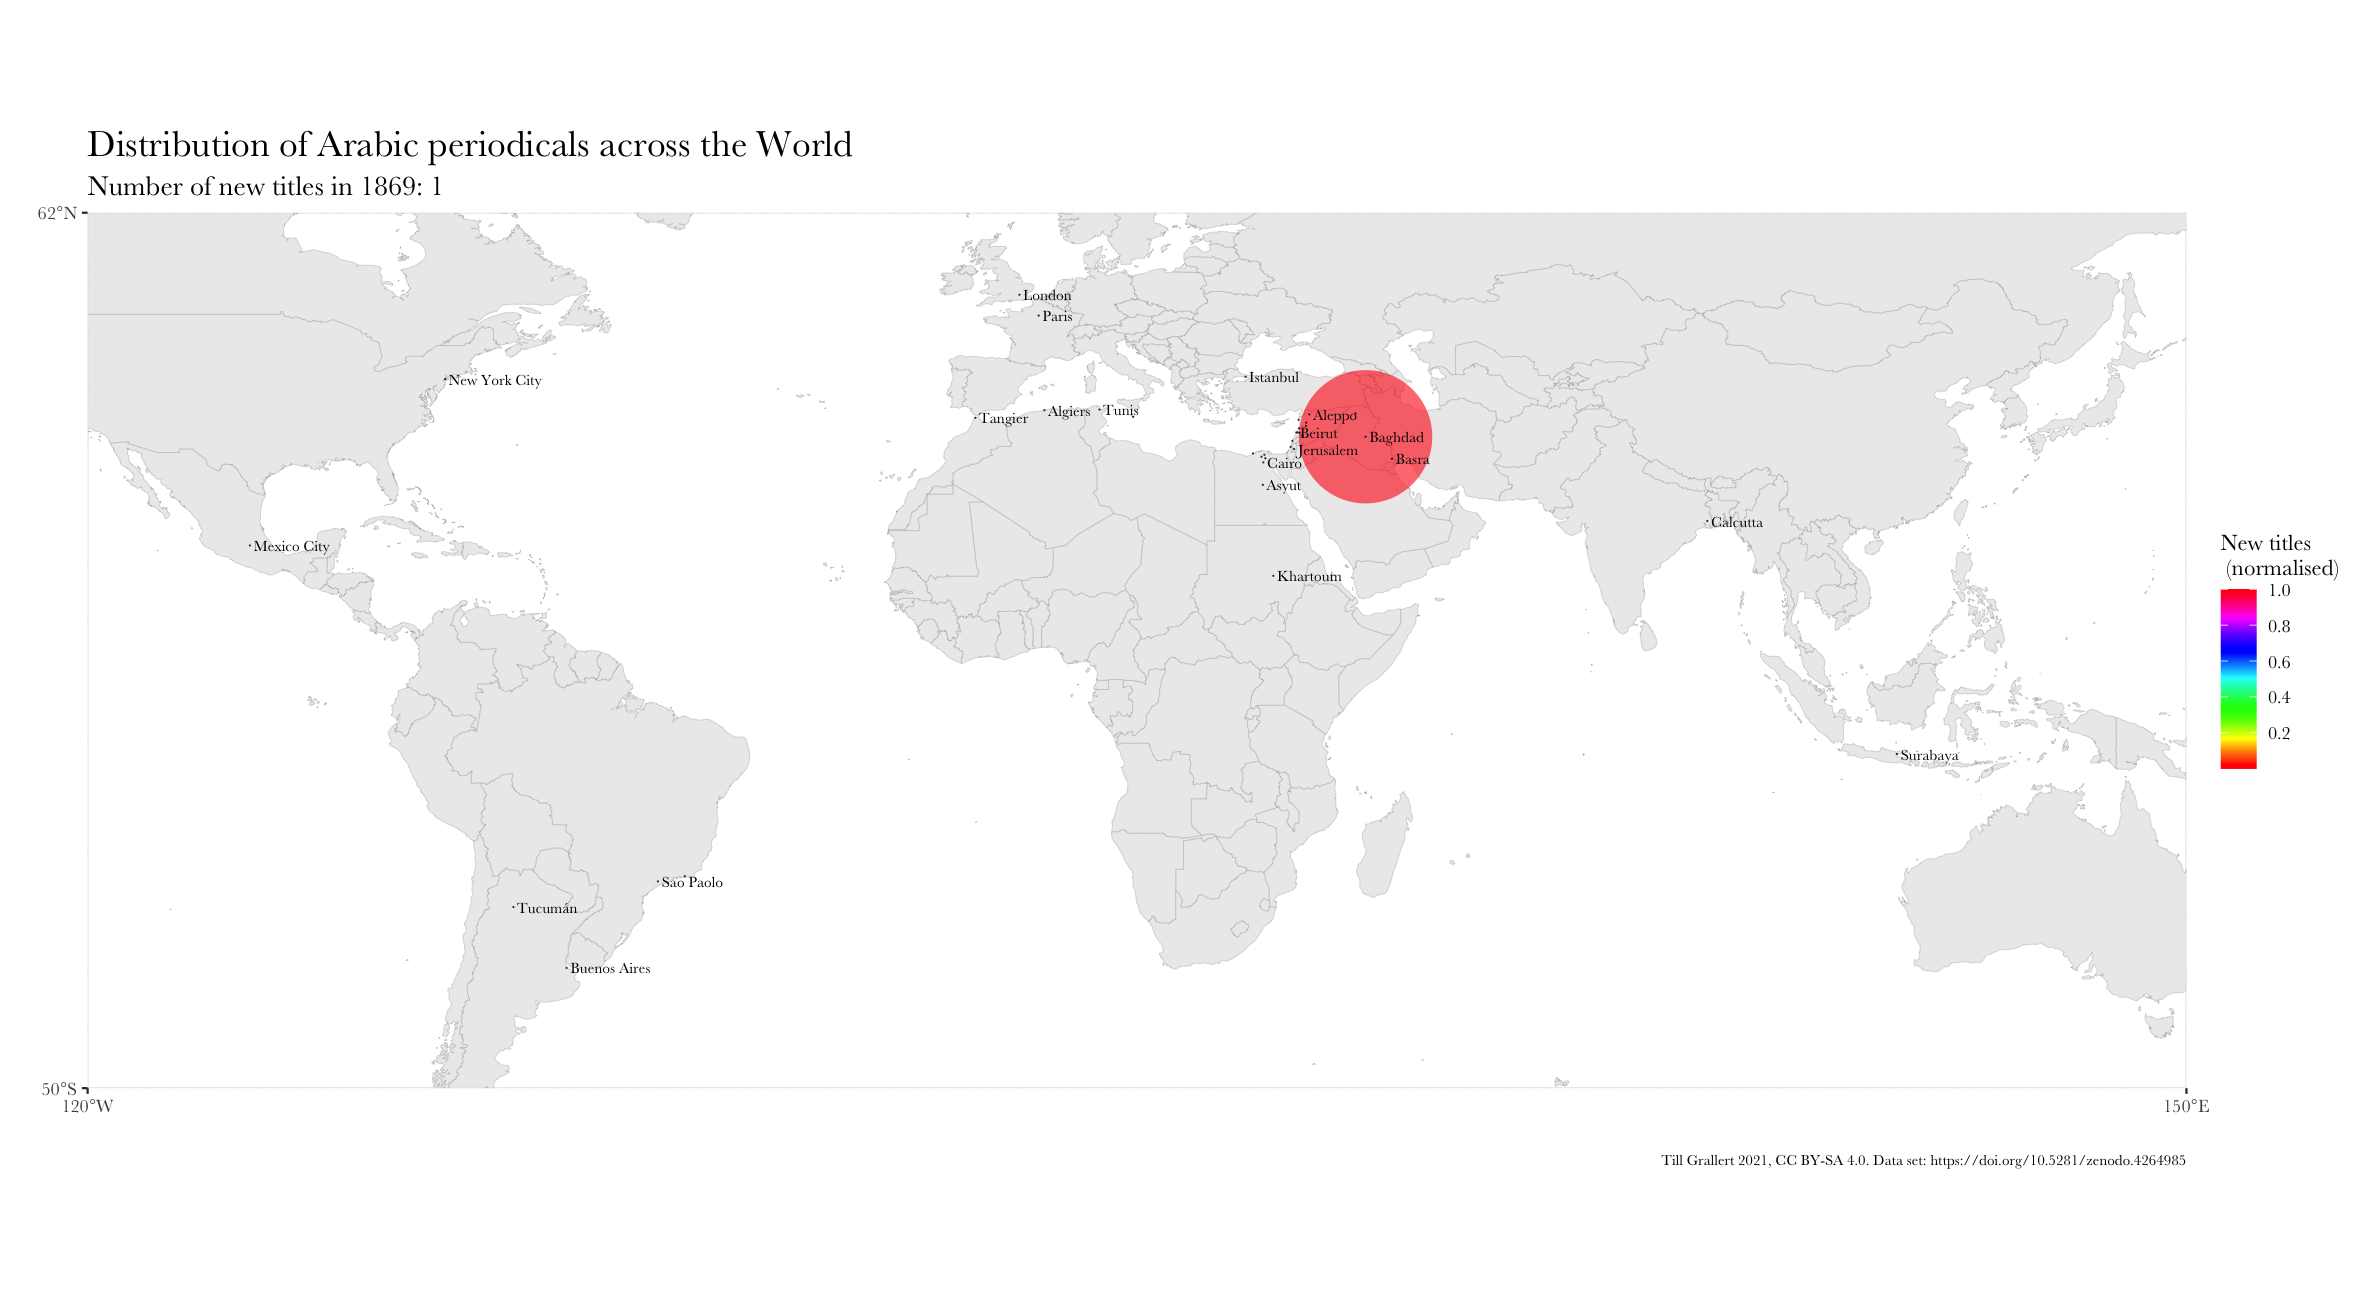 Distribution of Arabic periodicals across the World
Number of new titles in 1869: 1
62°N
London
Paris
Istanbul
New York City
Tangier
Algiers
Tunis
Aleppo
Beirut
Baghdad
Jerusalem
Basra
Cairo
Asyut
Calcutta
Mexico City
Khartoum
New titles
(normalised)
1.0
0.8
0.6
0.4
0.2
Surabaya
Sao Paolo
Tucumán
Buenos Aires
50°S
120°W
150°E
Till Grallert 2021, CC BY-SA 4.0. Data set: https://doi.org/10.5281/zenodo.4264985